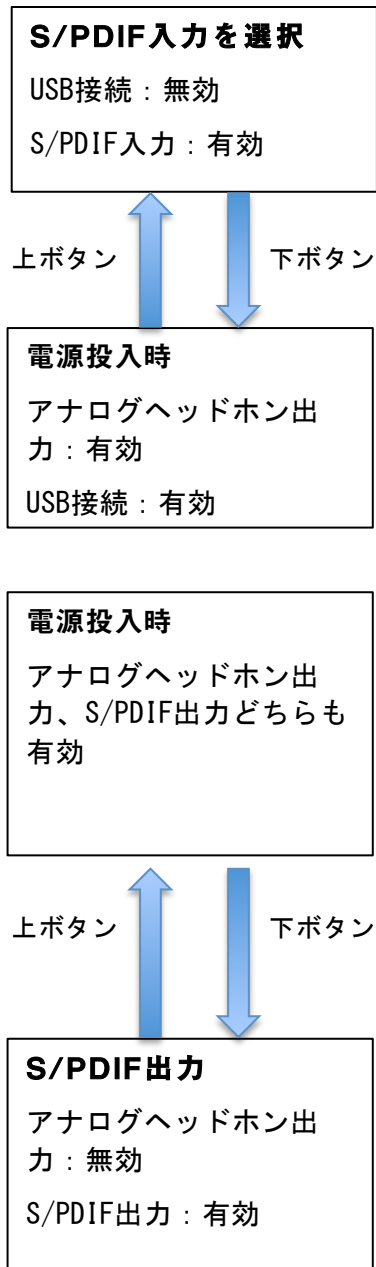 S/PDIF入力を選択
USB接続：無効
S/PDIF入力：有効
上ボタン
下ボタン
電源投入時
アナログヘッドホン出
力：有効
USB接続：有効
電源投入時
アナログヘッドホン出
力、S/PDIF出力どちらも
有効
上ボタン
下ボタン
S/PDIF出力
アナログヘッドホン出
力：無効
S/PDIF出力：有効